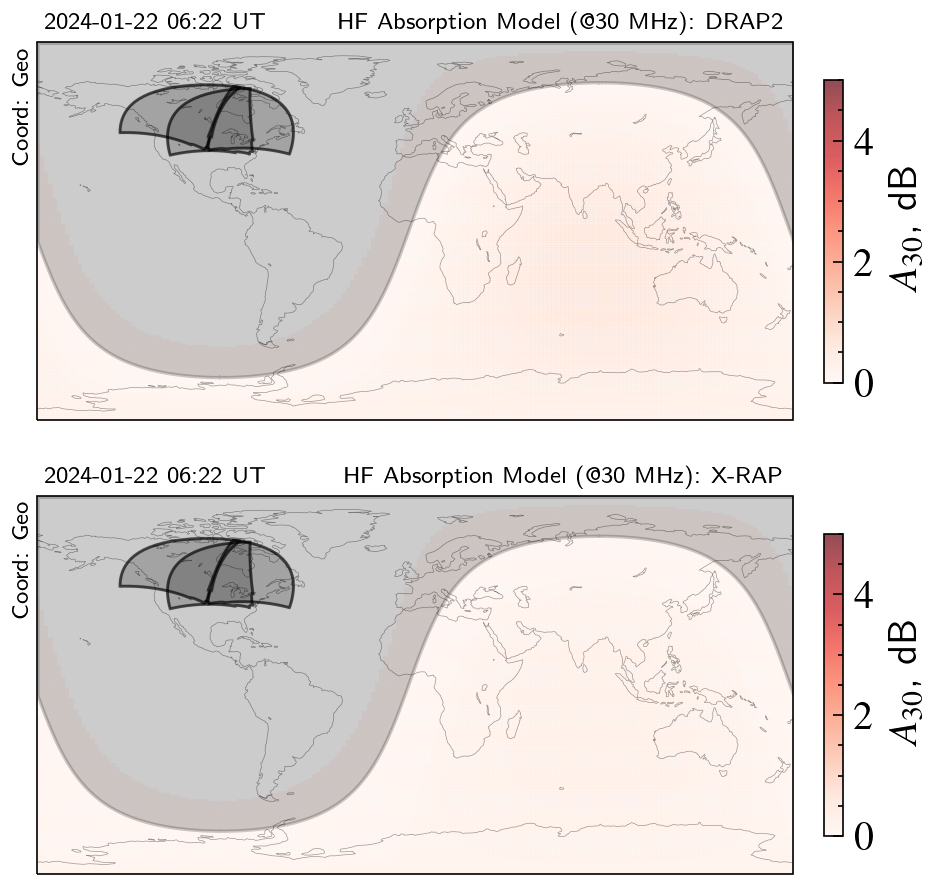 2024-01-22 06:22 UT HF Absorption Model (@30 MHz): DRAP2
Coord: Geo
4
2
0
A30, dB
2024-01-22 06:22 UT HF Absorption Model (@30 MHz): X-RAP
Coord: Geo
4
2
0
A30, dB